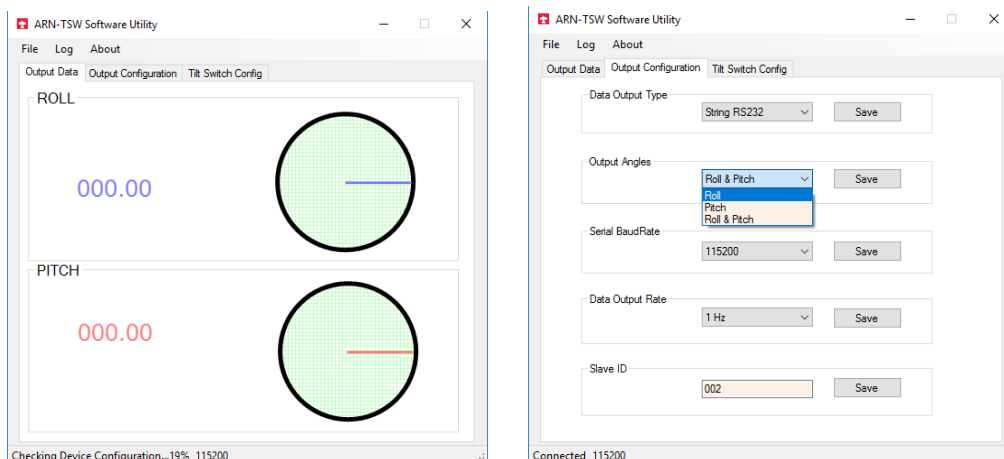 ARN-TSW Software Utility
File Log About
Output Data Output Configuration Tilt Switch Config
ROLL
000.00
PITCH
000.00
Checking Device Configuration...19% 115200
ARN-TSW Software Utility
File Log About
Output Data Output Configuration Tilt Switch Config
Data Output Type
String RS232 Save
Output Angles
Roll & Pitch Save
Roll
Pitch
Roll & Pitch
Serial BaudRate
115200 Save
Data Output Rate
1 Hz Save
Slave ID
002 Save
Connected 115200